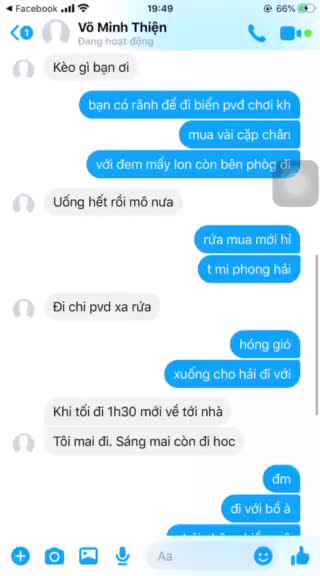 Facebook
19:49
66%
1
Võ Minh Thiện
Đang hoạt động
Kèo gì bạn ơi
bạn có rãnh để đi biển pvđ chơi kh
mua vài cặp chân
với đem mấy lon còn bên phòg đi
Uống hết rồi mô nưa
rứa mua mới hỉ
t mi phong hải
Đi chi pvd xa rứa
hóng gió
xuống cho hải đi với
Khi tối đi 1h30 mới về tới nhà
Tôi mai đi. Sáng mai còn đi hoc
đm
đi với bồ à
Aa